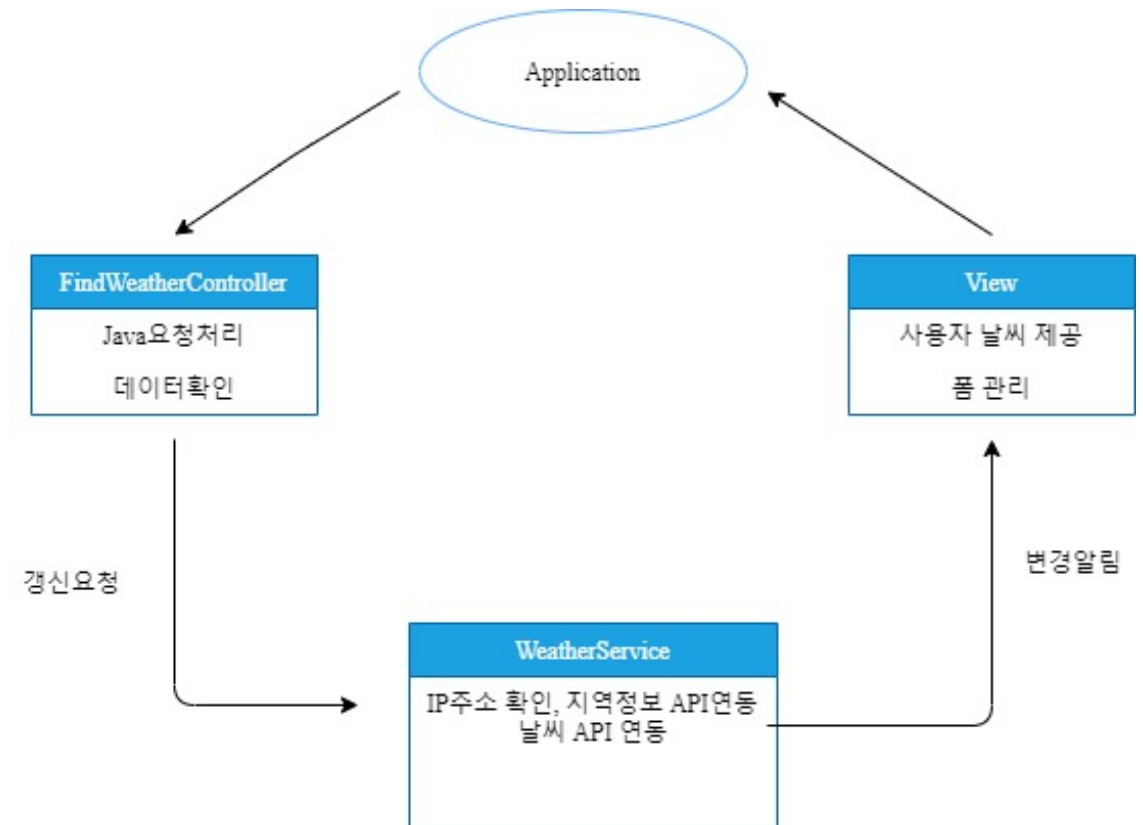 Application
FindWeatherController
Java요청처리
데이터확인
View
사용자 날씨 제공
폼 관리
갱신요청
변경알림
WeatherService
IP주소 확인, 지역정보 API연동
날씨 API 연동